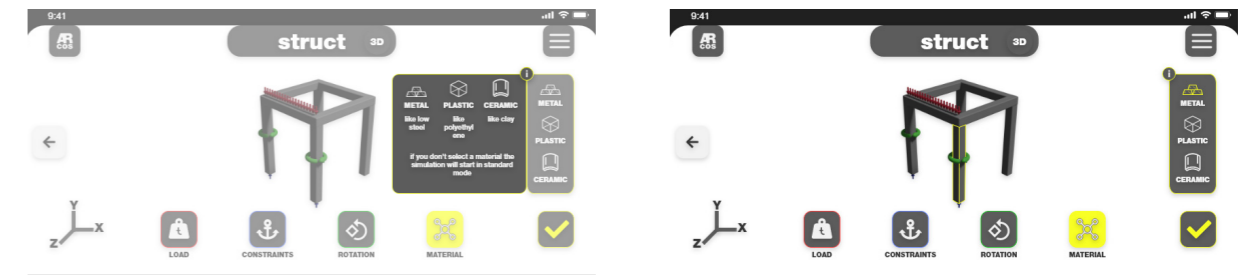 9:41
AR
COS
struct 3D
i
METAL PLASTIC CERAMIC
like low
steel
like
polyethyl
ene
like clay
if you don't select a material the
simulation will start in standard
mode
METAL
PLASTIC
CERAMIC
Y
X
Z
t
LOAD CONSTRAINTS ROTATION MATERIAL
9:41
AR
COS
struct 3D
i
METAL
PLASTIC
CERAMIC
Y
X
Z
t
LOAD CONSTRAINTS ROTATION MATERIAL